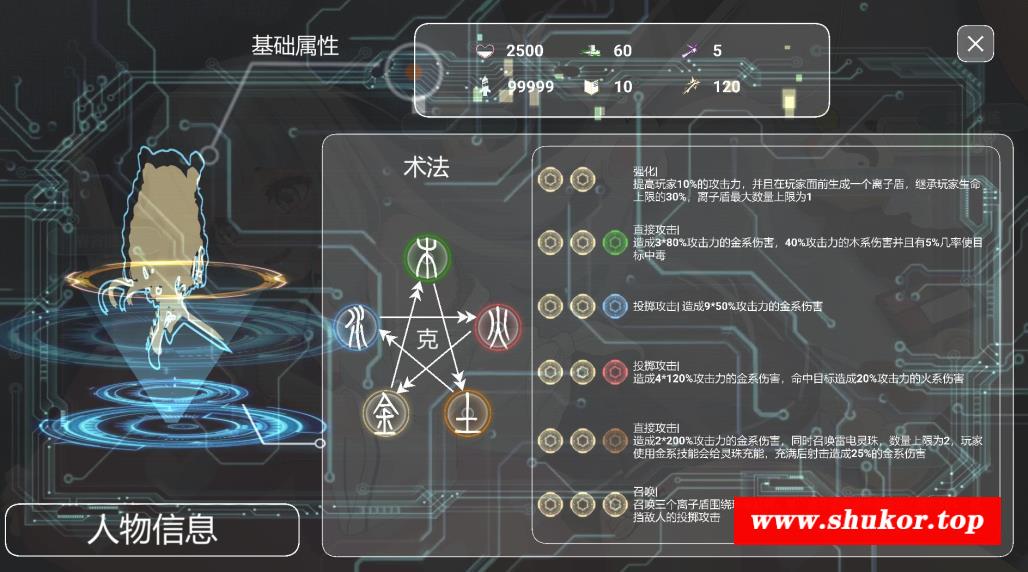 基础属性
2500
60
5
99999
10
120
术法
木
水
火
克
金
土
强化|
提高玩家10%的攻击力，并且在玩家面前生成一个离子盾，继承玩家生命
上限的30%，离子盾最大数量上限为1
直接攻击|
造成3*80%攻击力的金系伤害，40%攻击力的木系伤害并且有5%几率使目
标中毒
投掷攻击| 造成9*50%攻击力的金系伤害
投掷攻击|
造成4*120%攻击力的金系伤害，命中目标造成20%攻击力的火系伤害
直接攻击|
造成2*200%攻击力的金系伤害，同时召唤雷电灵珠，数量上限为2，玩家
使用金系技能会给灵珠充能，充满后射击造成25%的金系伤害
召唤|
召唤三个离子盾围绕
挡敌人的投掷攻击
人物信息
www.shukor.top